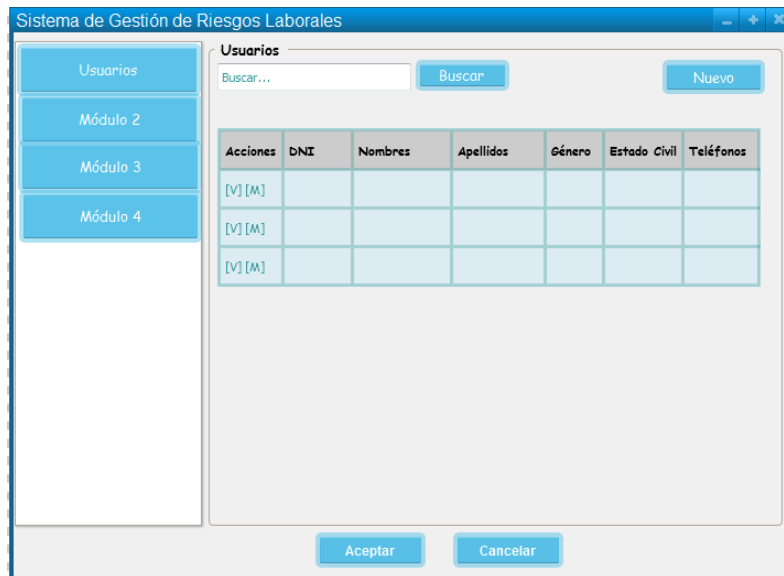 Sistema de Gestión de Riesgos Laborales
Usuarios
Módulo 2
Módulo 3
Módulo 4
Usuarios
Buscar...
Buscar
Nuevo
Acciones DNI Nombres Apellidos Género Estado Civil Teléfonos
[V] [M]
[V] [M]
[V] [M]
Aceptar
Cancelar